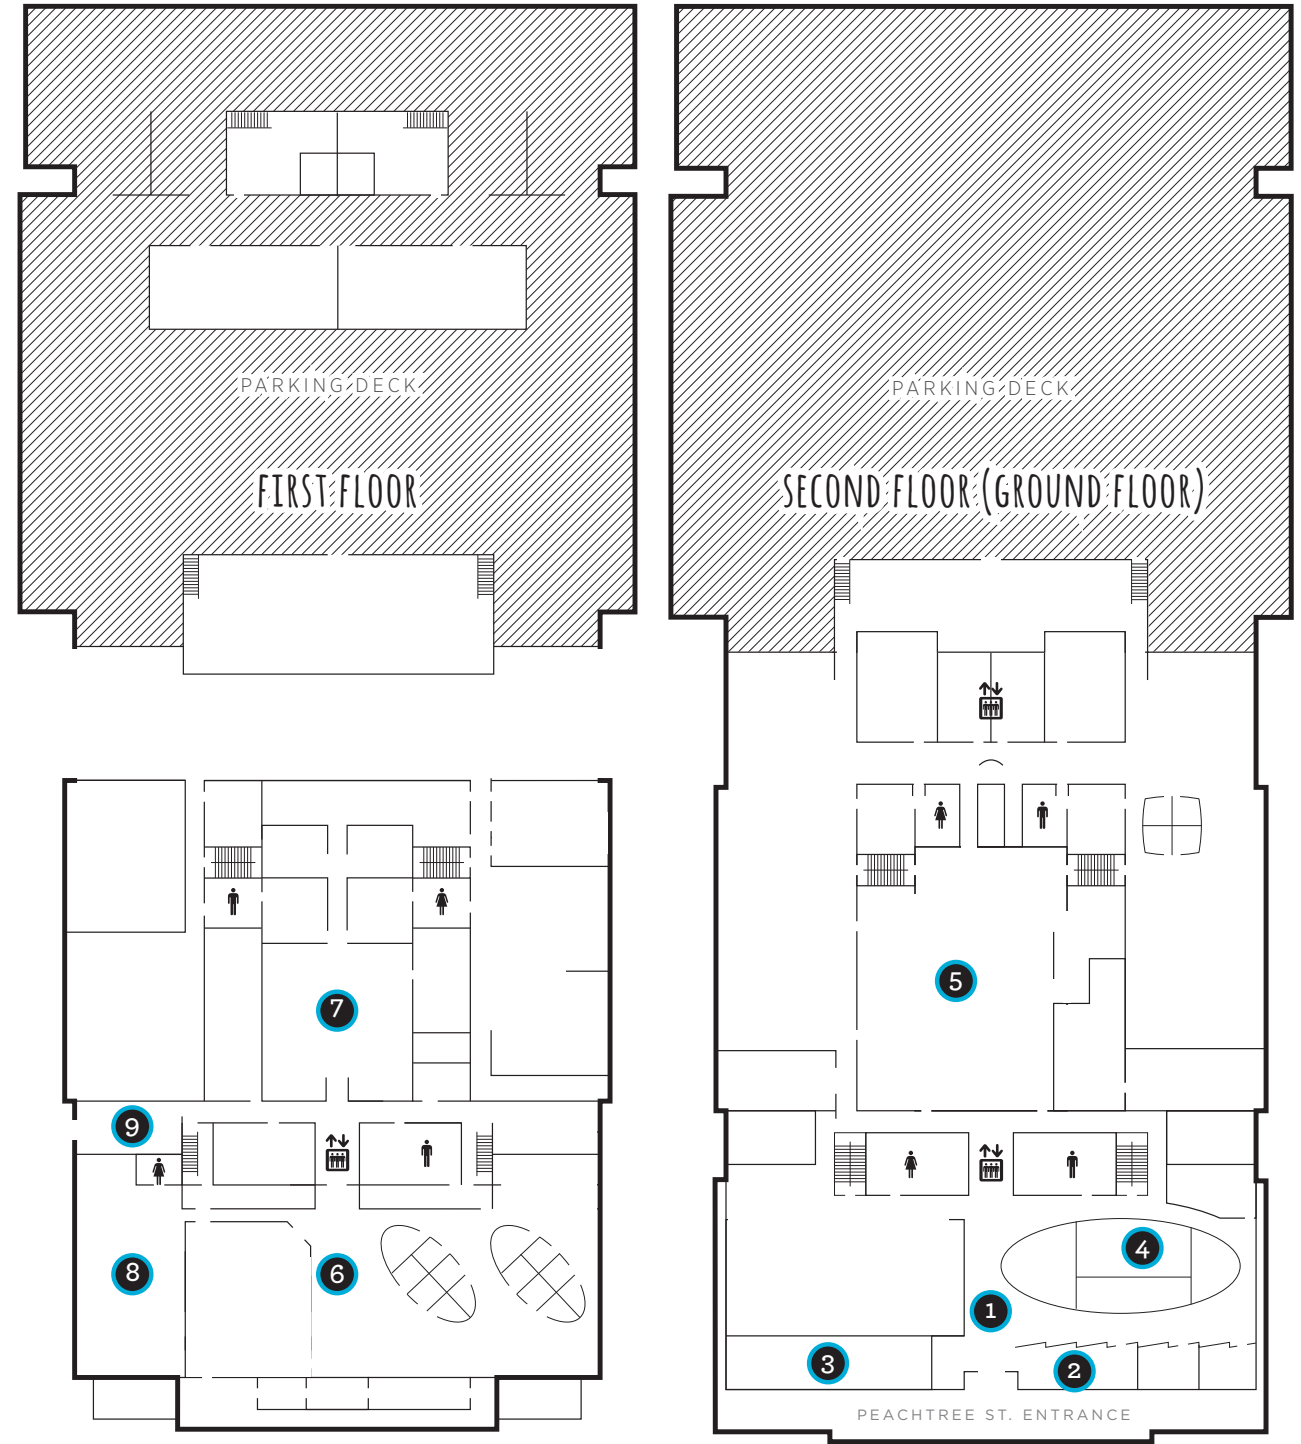 PARKING DECK
FIRST FLOOR
7
9
8
6
PARKING DECK
SECOND FLOOR (GROUND FLOOR)
5
4
1
3
2
PEACHTREE ST. ENTRANCE